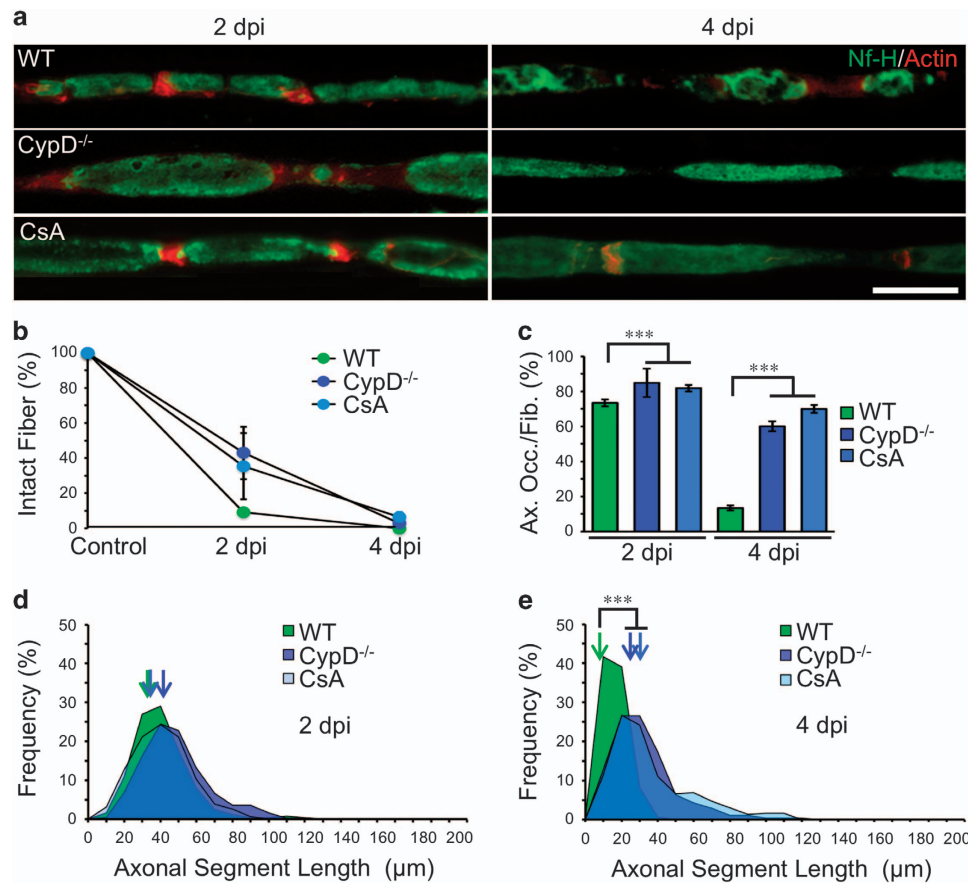 a
2 dpi
4 dpi
WT
Nf-H/Actin
CypD-/-
CsA
b
Intact Fiber (%)
100
80
60
40
20
0
Control
2 dpi
4 dpi
WT
CypD-/-
CsA
c
Ax. Occ./Fib. (%)
100
80
60
40
20
0
***
***
2 dpi
4 dpi
WT
CypD-/-
CsA
d
Frequency (%)
50
40
30
20
10
0
0 20 40 60 80 100 120 140 160 180 200
Axonal Segment Length (µm)
WT
CypD-/-
CsA
2 dpi
e
Frequency (%)
50
40
30
20
10
0
0 20 40 60 80 100 120 140 160 180 200
Axonal Segment Length (µm)
***
WT
CypD-/-
CsA
4 dpi